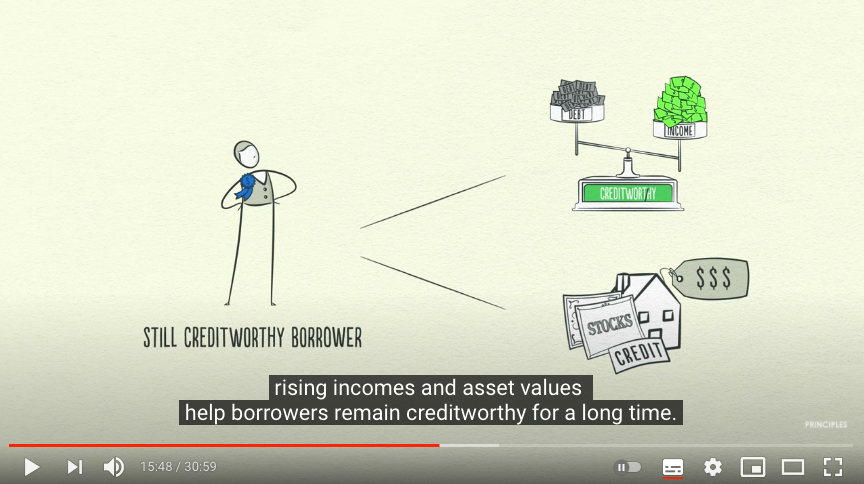 DEBT
INCOME
CREDITWORTHY
$$$
STOCKS
CREDIT
STILL CREDITWORTHY BORROWER
rising incomes and asset values
help borrowers remain creditworthy for a long time.
PRINCIPLES
15:48 / 30:59